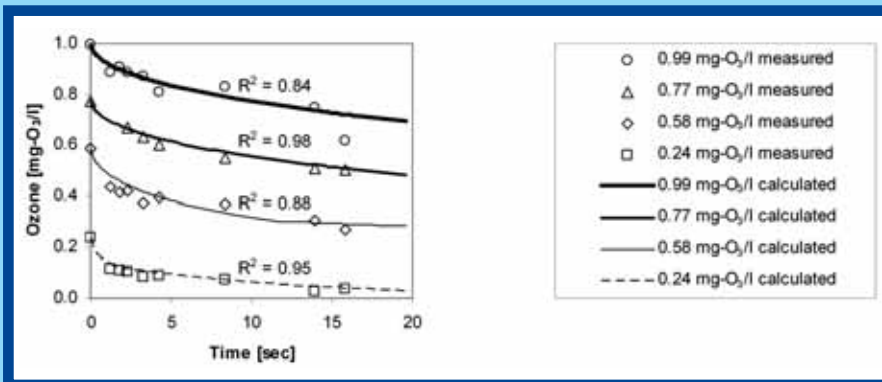 1.0
0.8
0.6
0.4
0.2
0.0
Ozone [mg-O₃/l]
R² = 0.84
R² = 0.98
R² = 0.88
R² = 0.95
0 5 10 15 20
Time [sec]
0.99 mg-O₃/l measured
0.77 mg-O₃/l measured
0.58 mg-O₃/l measured
0.24 mg-O₃/l measured
0.99 mg-O₃/l calculated
0.77 mg-O₃/l calculated
0.58 mg-O₃/l calculated
0.24 mg-O₃/l calculated